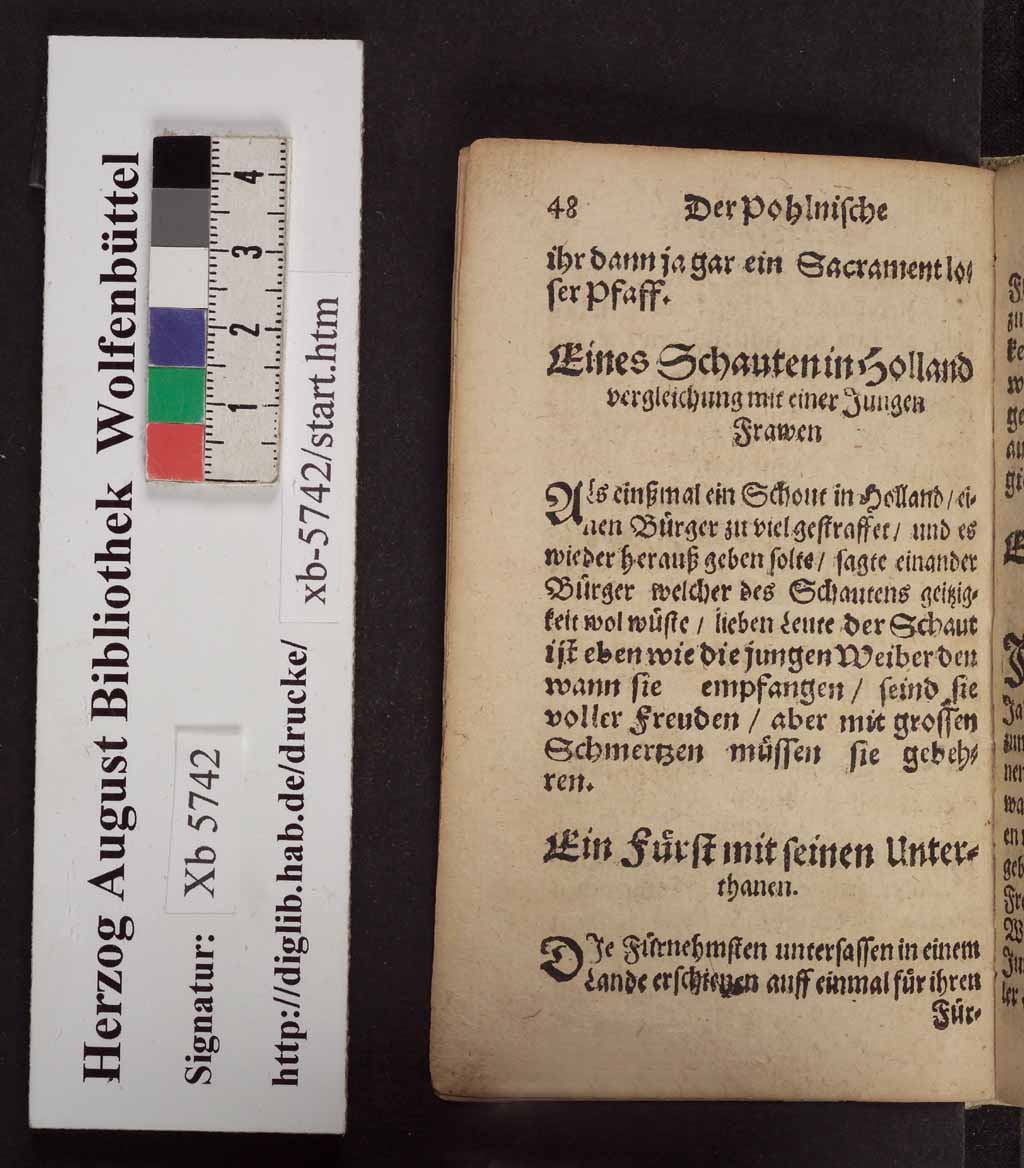 Herzog August Bibliothek Wolfenbüttel
Signatur: Xb 5742
http://diglib.hab.de/drucke/ xb-5742/start.htm
4
3
2
1
48 Der Pohlnische
ihr dann ja gar ein Sacrament lo⸗
ser Pfaff.
Eines Schauten in Holland
vergleichung mit einer Jungen
Frawen
Als einßmal ein Schout in Holland / ei⸗
nen Bürger zu viel gestraffet / und es
wieder herauß geben solte / sagte einander
Bürger welcher des Schautens geitzig⸗
keit wol wüste / lieben Leute der Schaut
ist eben wie die jungen Weiber den
wann sie empfangen / seind sie
voller Freuden / aber mit grossen
Schmertzen müssen sie gebeh⸗
ren.
Ein Fürst mit seinen Unter⸗
thanen.
DIe Fürnehmsten untersassen in einem
Lande erschienen auff einmal für ihren
Für⸗